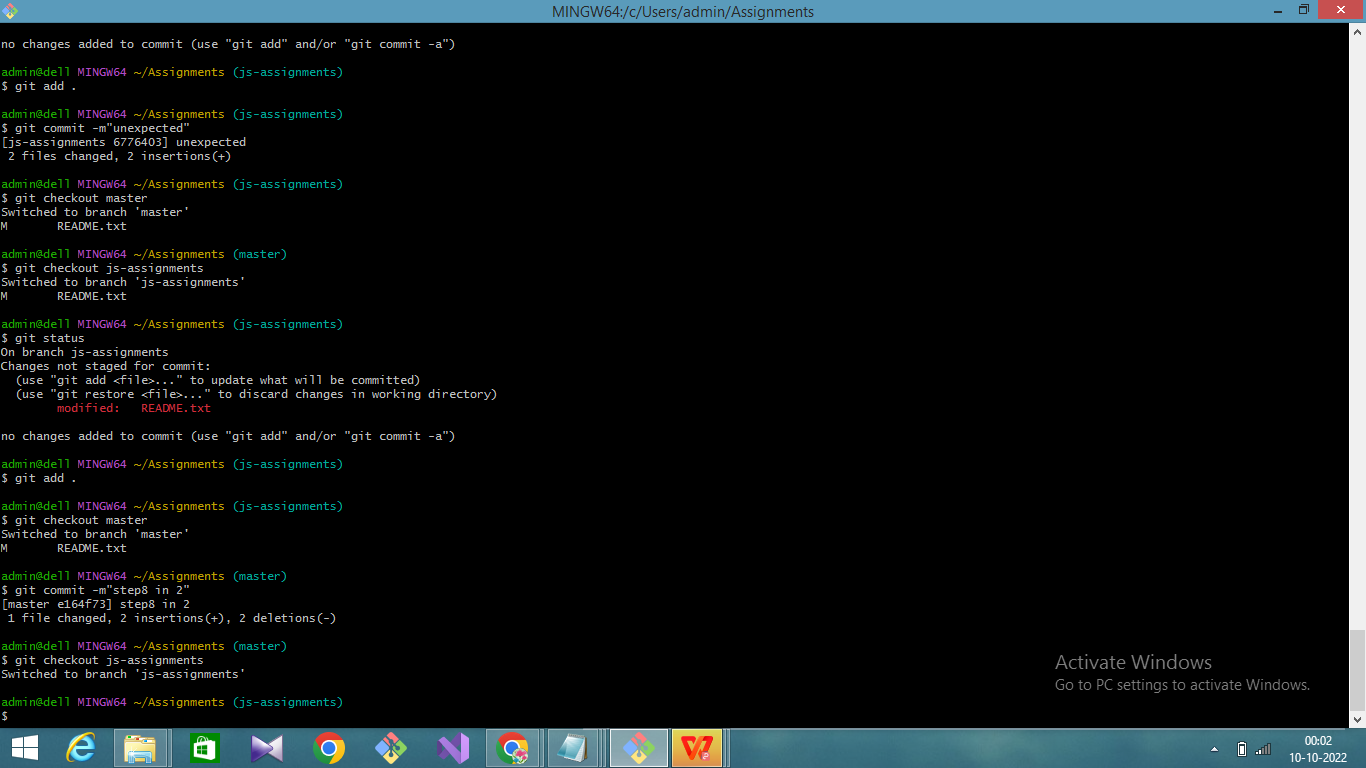 MINGW64:/c/Users/admin/Assignments
no changes added to commit (use "git add" and/or "git commit -a")
admin@dell MINGW64 ~/Assignments (js-assignments)
$ git add .
admin@dell MINGW64 ~/Assignments (js-assignments)
$ git commit -m"unexpected"
[js-assignments 6776403] unexpected
 2 files changed, 2 insertions(+)
admin@dell MINGW64 ~/Assignments (js-assignments)
$ git checkout master
Switched to branch 'master'
M       README.txt
admin@dell MINGW64 ~/Assignments (master)
$ git checkout js-assignments
Switched to branch 'js-assignments'
M       README.txt
admin@dell MINGW64 ~/Assignments (js-assignments)
$ git status
On branch js-assignments
Changes not staged for commit:
  (use "git add <file>..." to update what will be committed)
  (use "git restore <file>..." to discard changes in working directory)
        modified:   README.txt
no changes added to commit (use "git add" and/or "git commit -a")
admin@dell MINGW64 ~/Assignments (js-assignments)
$ git add .
admin@dell MINGW64 ~/Assignments (js-assignments)
$ git checkout master
Switched to branch 'master'
M       README.txt
admin@dell MINGW64 ~/Assignments (master)
$ git commit -m"step8 in 2"
[master e164f73] step8 in 2
 1 file changed, 2 insertions(+), 2 deletions(-)
admin@dell MINGW64 ~/Assignments (master)
$ git checkout js-assignments
Switched to branch 'js-assignments'
admin@dell MINGW64 ~/Assignments (js-assignments)
$
Activate Windows
Go to PC settings to activate Windows.
00:02
10-10-2022